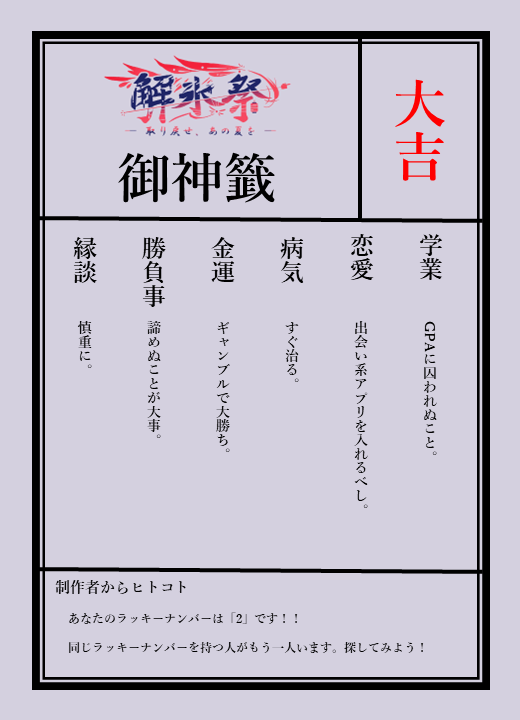 解氷祭
取り戻せ、あの夏を
御神籤
大吉
学業
GPAに囚われぬこと。
恋愛
出会い系アプリを入れるべし。
病気
すぐ治る。
金運
ギャンブルで大勝ち。
勝負事
諦めぬことが大事。
縁談
慎重に。
制作者からヒトコト
あなたのラッキーナンバーは「2」です！！
同じラッキーナンバーを持つ人がもう一人います。探してみよう！